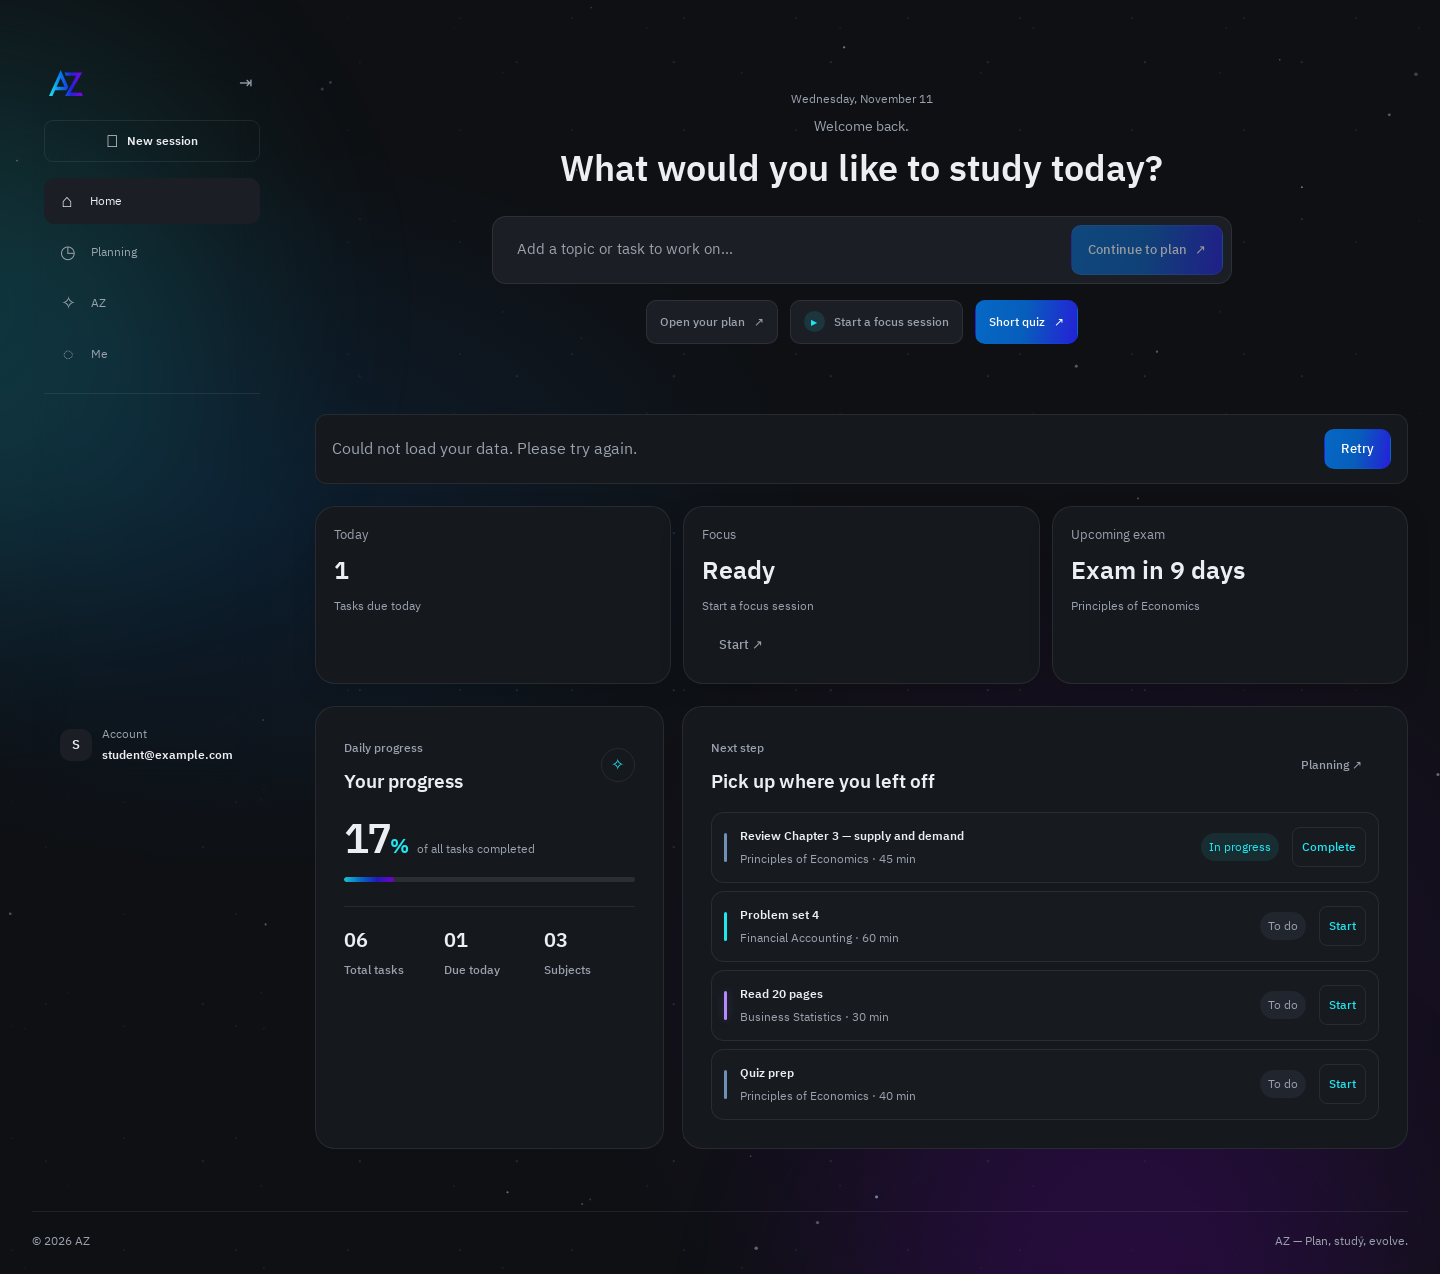 AZ
New session
Home
Planning
AZ
Me
Account
S
student@example.com
Wednesday, November 11
Welcome back.
What would you like to study today?
Add a topic or task to work on...
Continue to plan ↗
Open your plan ↗
Start a focus session
Short quiz ↗
Could not load your data. Please try again.
Retry
Today
1
Tasks due today
Focus
Ready
Start a focus session
Start ↗
Upcoming exam
Exam in 9 days
Principles of Economics
Daily progress
Your progress
17% of all tasks completed
06
Total tasks
01
Due today
03
Subjects
Next step
Pick up where you left off
Planning ↗
Review Chapter 3 — supply and demand
Principles of Economics · 45 min
In progress
Complete
Problem set 4
Financial Accounting · 60 min
To do
Start
Read 20 pages
Business Statistics · 30 min
To do
Start
Quiz prep
Principles of Economics · 40 min
To do
Start
© 2026 AZ
AZ — Plan, study, evolve.